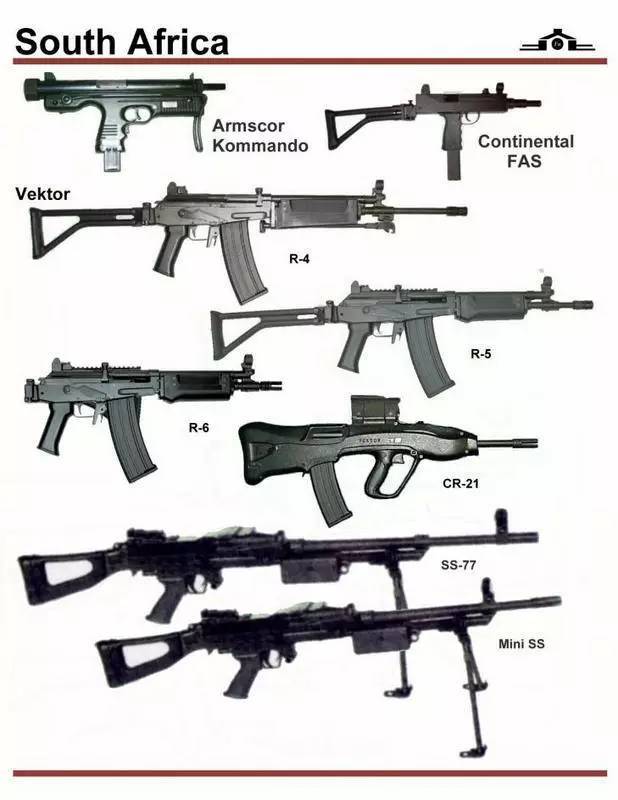 South Africa
Armscor
Kommando
Continental
FAS
Vektor
R-4
R-5
R-6
VEKTOR
CR-21
SS-77
Mini SS